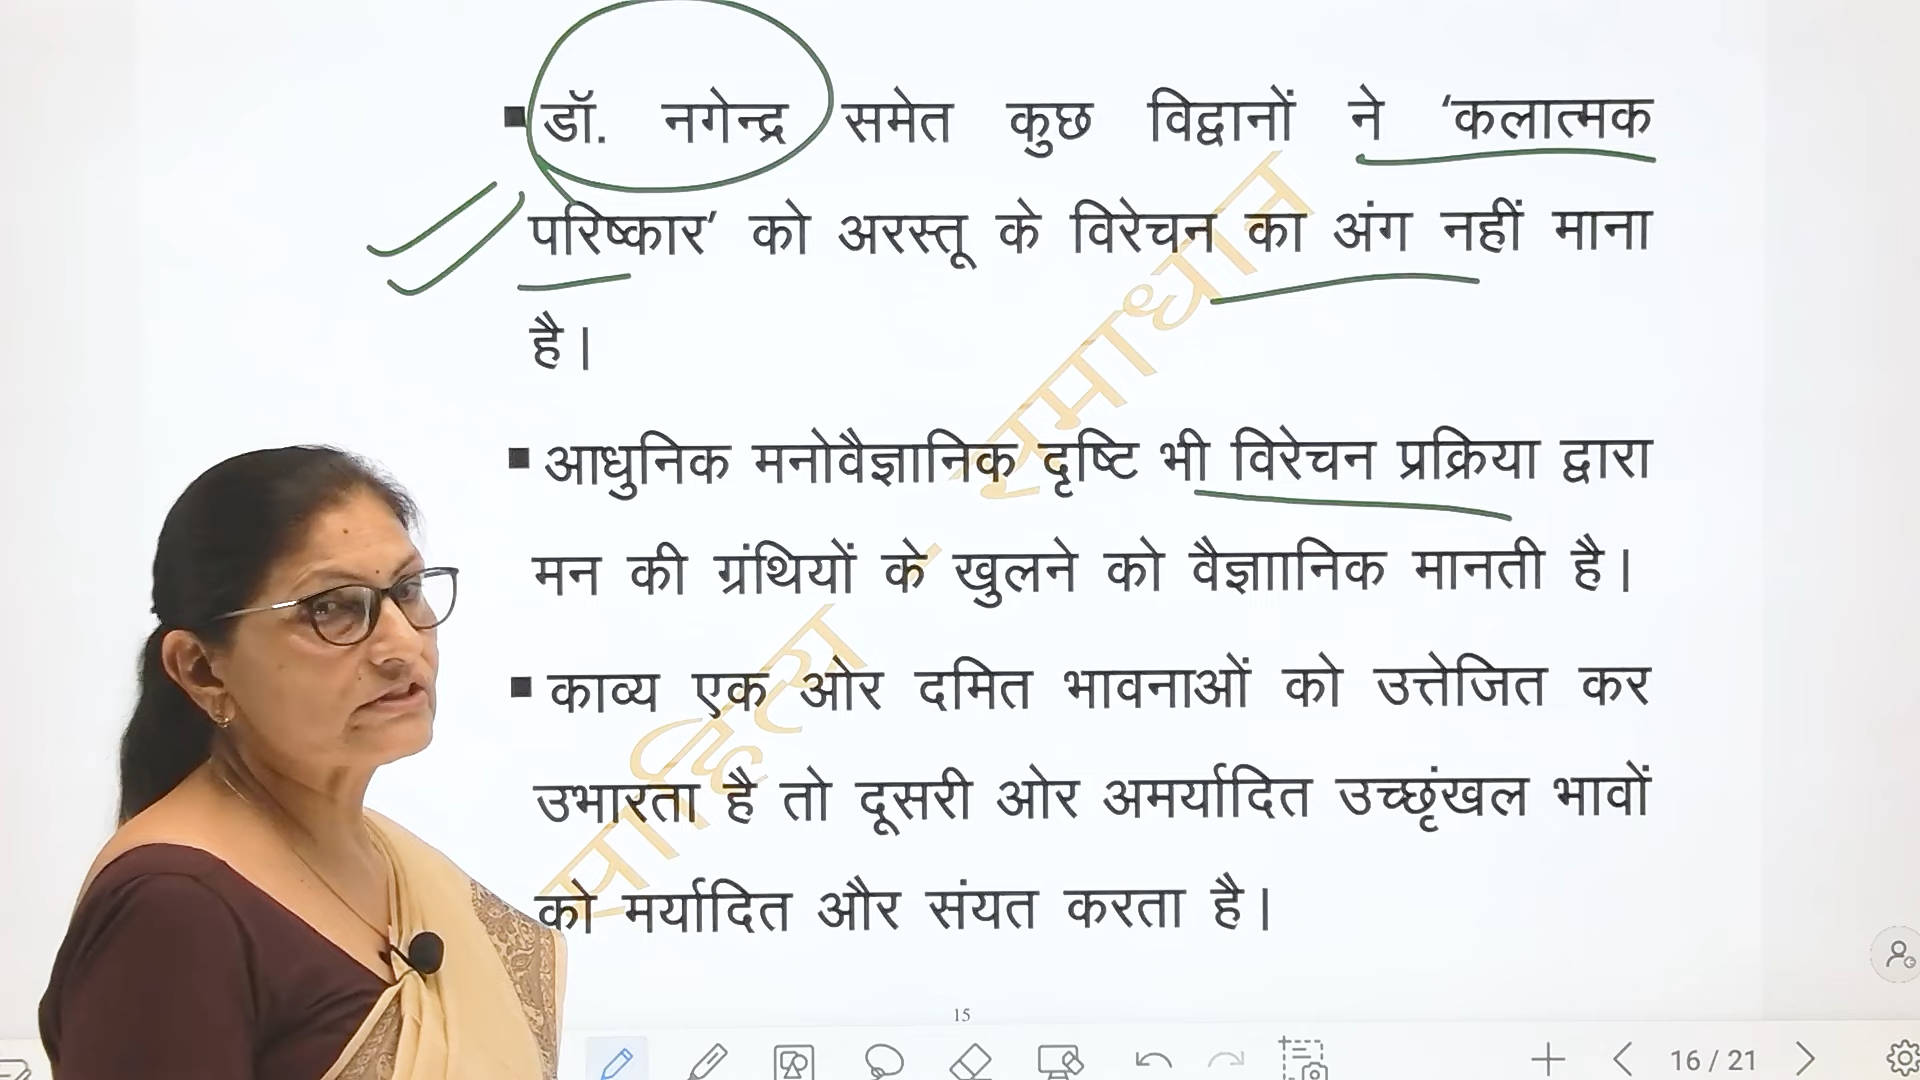 ▪ डॉ. नगेन्द्र समेत कुछ विद्वानों ने ‘कलात्मक
परिष्कार’ को अरस्तू के विरेचन का अंग नहीं माना
है।
▪ आधुनिक मनोवैज्ञानिक दृष्टि भी विरेचन प्रक्रिया द्वारा
मन की ग्रंथियों के खुलने को वैज्ञाानिक मानती है।
▪ काव्य एक ओर दमित भावनाओं को उत्तेजित कर
उभारता है तो दूसरी ओर अमर्यादित उच्छृंखल भावों
को मर्यादित और संयत करता है।
साहित्य - समाधान
15
16 / 21